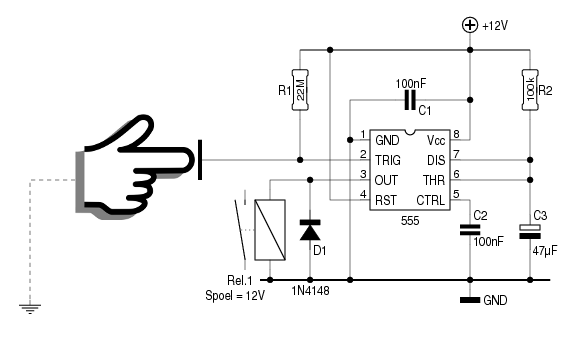 +12V
100nF
R1
22M
C1
100k
R2
1
GND
Vcc
8
2
TRIG
DIS
7
3
OUT
THR
6
4
RST
CTRL
5
555
C2
100nF
C3
47µF
D1
Rel.1
Spoel = 12V
1N4148
GND